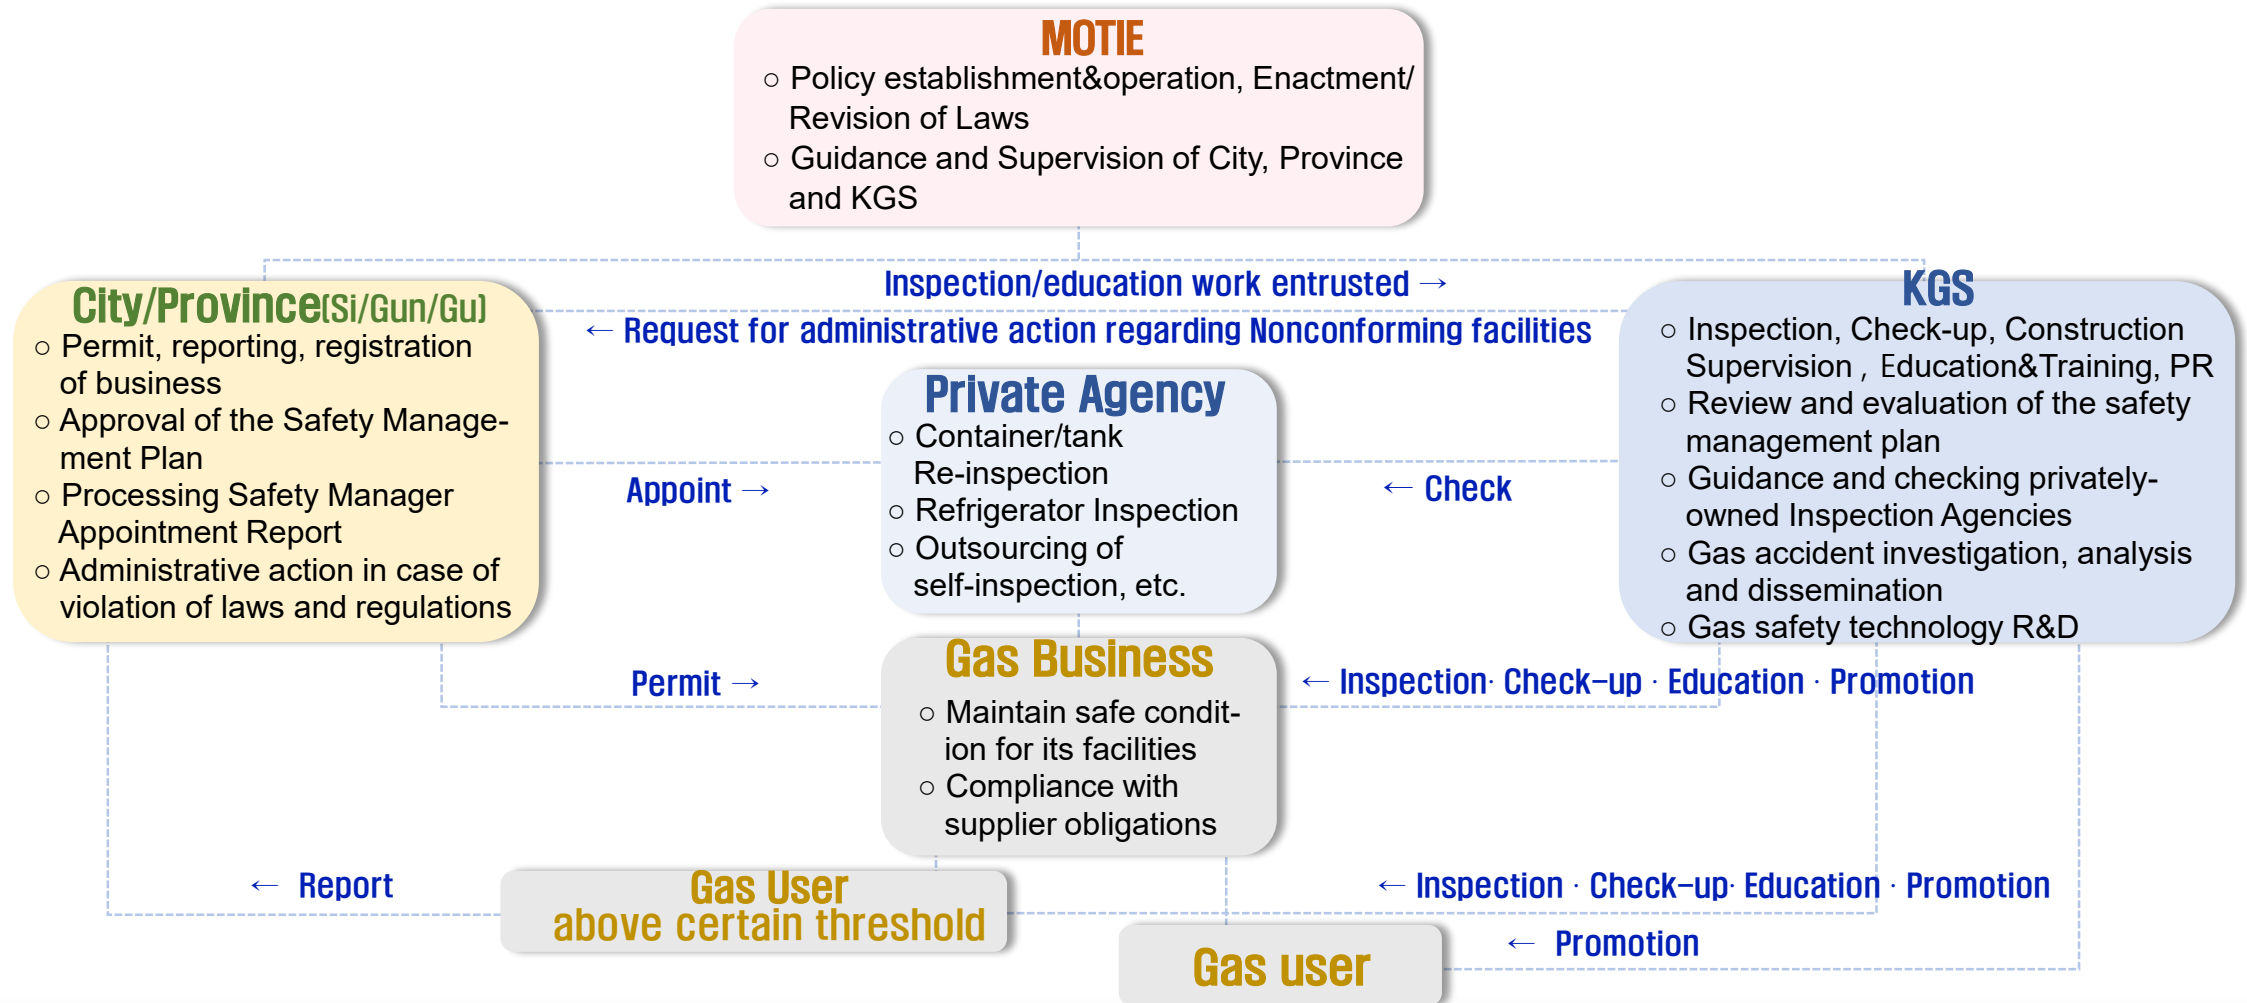 MOTIE
○ Policy establishment&operation, Enactment/
Revision of Laws
○ Guidance and Supervision of City, Province
and KGS
Inspection/education work entrusted →
← Request for administrative action regarding Nonconforming facilities
City/Province(Si/Gun/Gu)
○ Permit, reporting, registration
of business
○ Approval of the Safety Manage-
ment Plan
○ Processing Safety Manager
Appointment Report
○ Administrative action in case of
violation of laws and regulations
Appoint →
Private Agency
○ Container/tank
Re-inspection
○ Refrigerator Inspection
○ Outsourcing of
self-inspection, etc.
← Check
KGS
○ Inspection, Check-up, Construction
Supervision , Education&Training, PR
○ Review and evaluation of the safety
management plan
○ Guidance and checking privately-
owned Inspection Agencies
○ Gas accident investigation, analysis
and dissemination
○ Gas safety technology R&D
Permit →
Gas Business
○ Maintain safe condit-
ion for its facilities
○ Compliance with
supplier obligations
← Inspection· Check-up · Education · Promotion
← Report
Gas User
above certain threshold
← Inspection · Check-up· Education · Promotion
Gas user
← Promotion